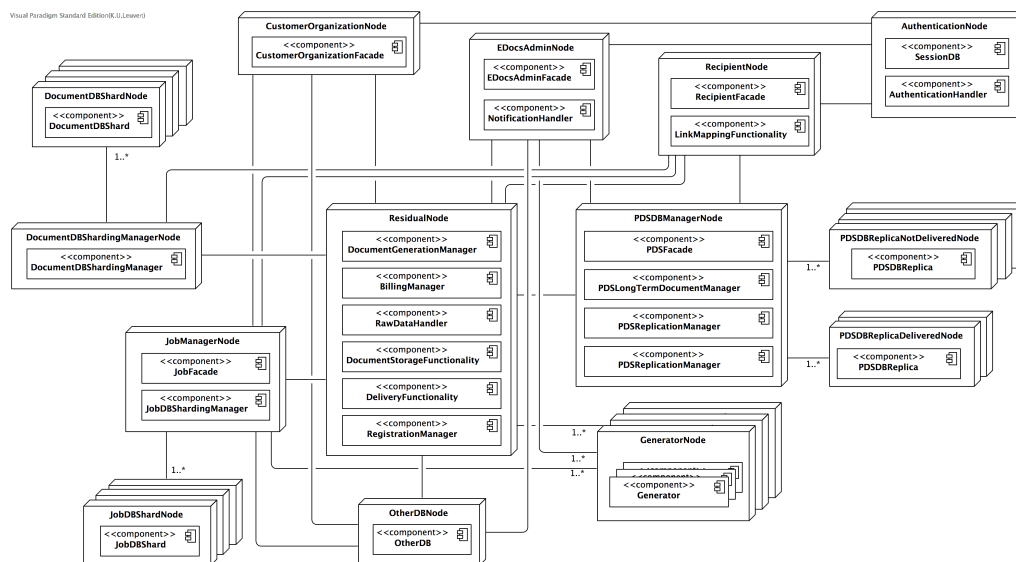 Visual Paradigm Standard Edition(K.U.Leuven)
CustomerOrganizationNode
<<component>>
CustomerOrganizationFacade
EDocsAdminNode
<<component>>
EDocsAdminFacade
<<component>>
NotificationHandler
AuthenticationNode
<<component>>
SessionDB
<<component>>
AuthenticationHandler
RecipientNode
<<component>>
RecipientFacade
<<component>>
LinkMappingFunctionality
DocumentDBShardNode
<<component>>
DocumentDBShard
1..*
DocumentDBShardingManagerNode
<<component>>
DocumentDBShardingManager
ResidualNode
<<component>>
DocumentGenerationManager
<<component>>
BillingManager
<<component>>
RawDataHandler
<<component>>
DocumentStorageFunctionality
<<component>>
DeliveryFunctionality
<<component>>
RegistrationManager
PDSDBManagerNode
<<component>>
PDSFacade
<<component>>
PDSLongTermDocumentManager
<<component>>
PDSReplicationManager
<<component>>
PDSReplicationManager
1..*
1..*
PDSDBReplicaNotDeliveredNode
<<component>>
PDSDBReplica
PDSDBReplicaDeliveredNode
<<component>>
PDSDBReplica
JobManagerNode
<<component>>
JobFacade
<<component>>
JobDBShardingManager
1..*
JobDBShardNode
<<component>>
JobDBShard
OtherDBNode
<<component>>
OtherDB
1..*
1..*
1..*
GeneratorNode
<<component>>
Generator